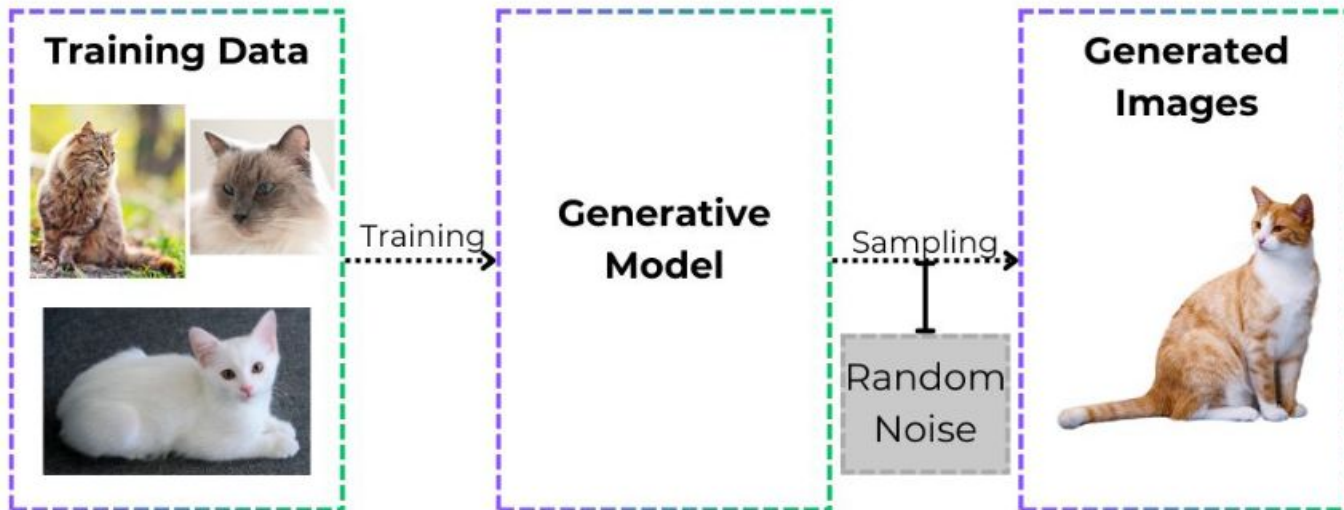 Training Data
Training
Generative
Model
Sampling
Random
Noise
Generated
Images